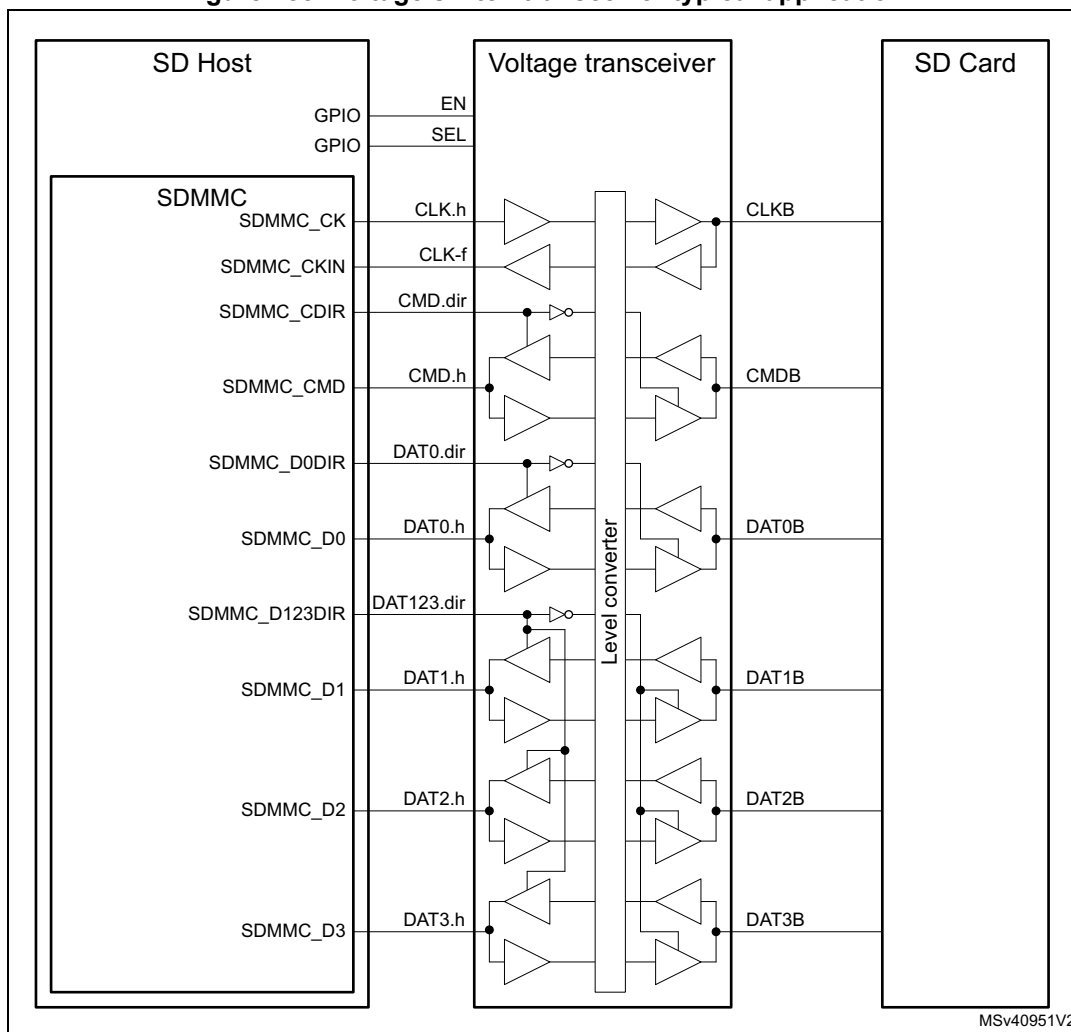 SD Host
Voltage transceiver
SD Card
GPIO
EN
GPIO
SEL
SDMMC
SDMMC_CK
CLK.h
CLKB
SDMMC_CKIN
CLK-f
SDMMC_CDIR
CMD.dir
SDMMC_CMD
CMD.h
CMDB
SDMMC_D0DIR
DAT0.dir
SDMMC_D0
DAT0.h
DAT0B
Level converter
SDMMC_D123DIR
DAT123.dir
SDMMC_D1
DAT1.h
DAT1B
SDMMC_D2
DAT2.h
DAT2B
SDMMC_D3
DAT3.h
DAT3B
MSv40951V2